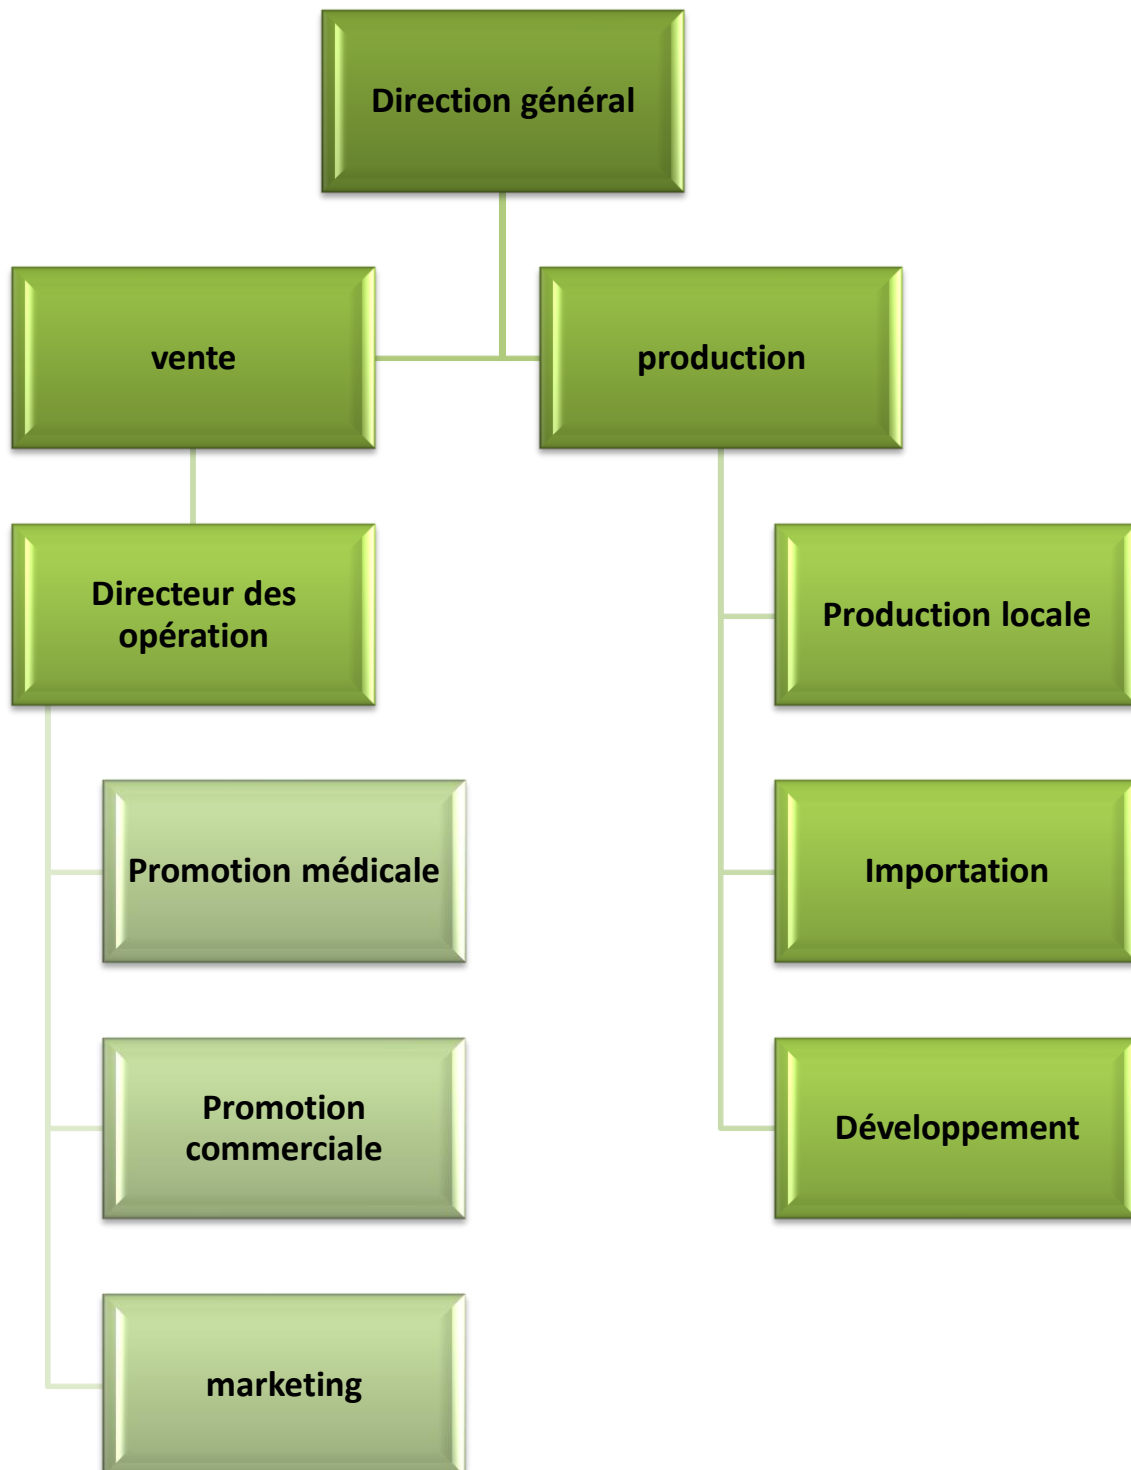 Direction général
vente
production
Directeur des
opération
Production locale
Promotion médicale
Importation
Promotion
commerciale
Développement
marketing